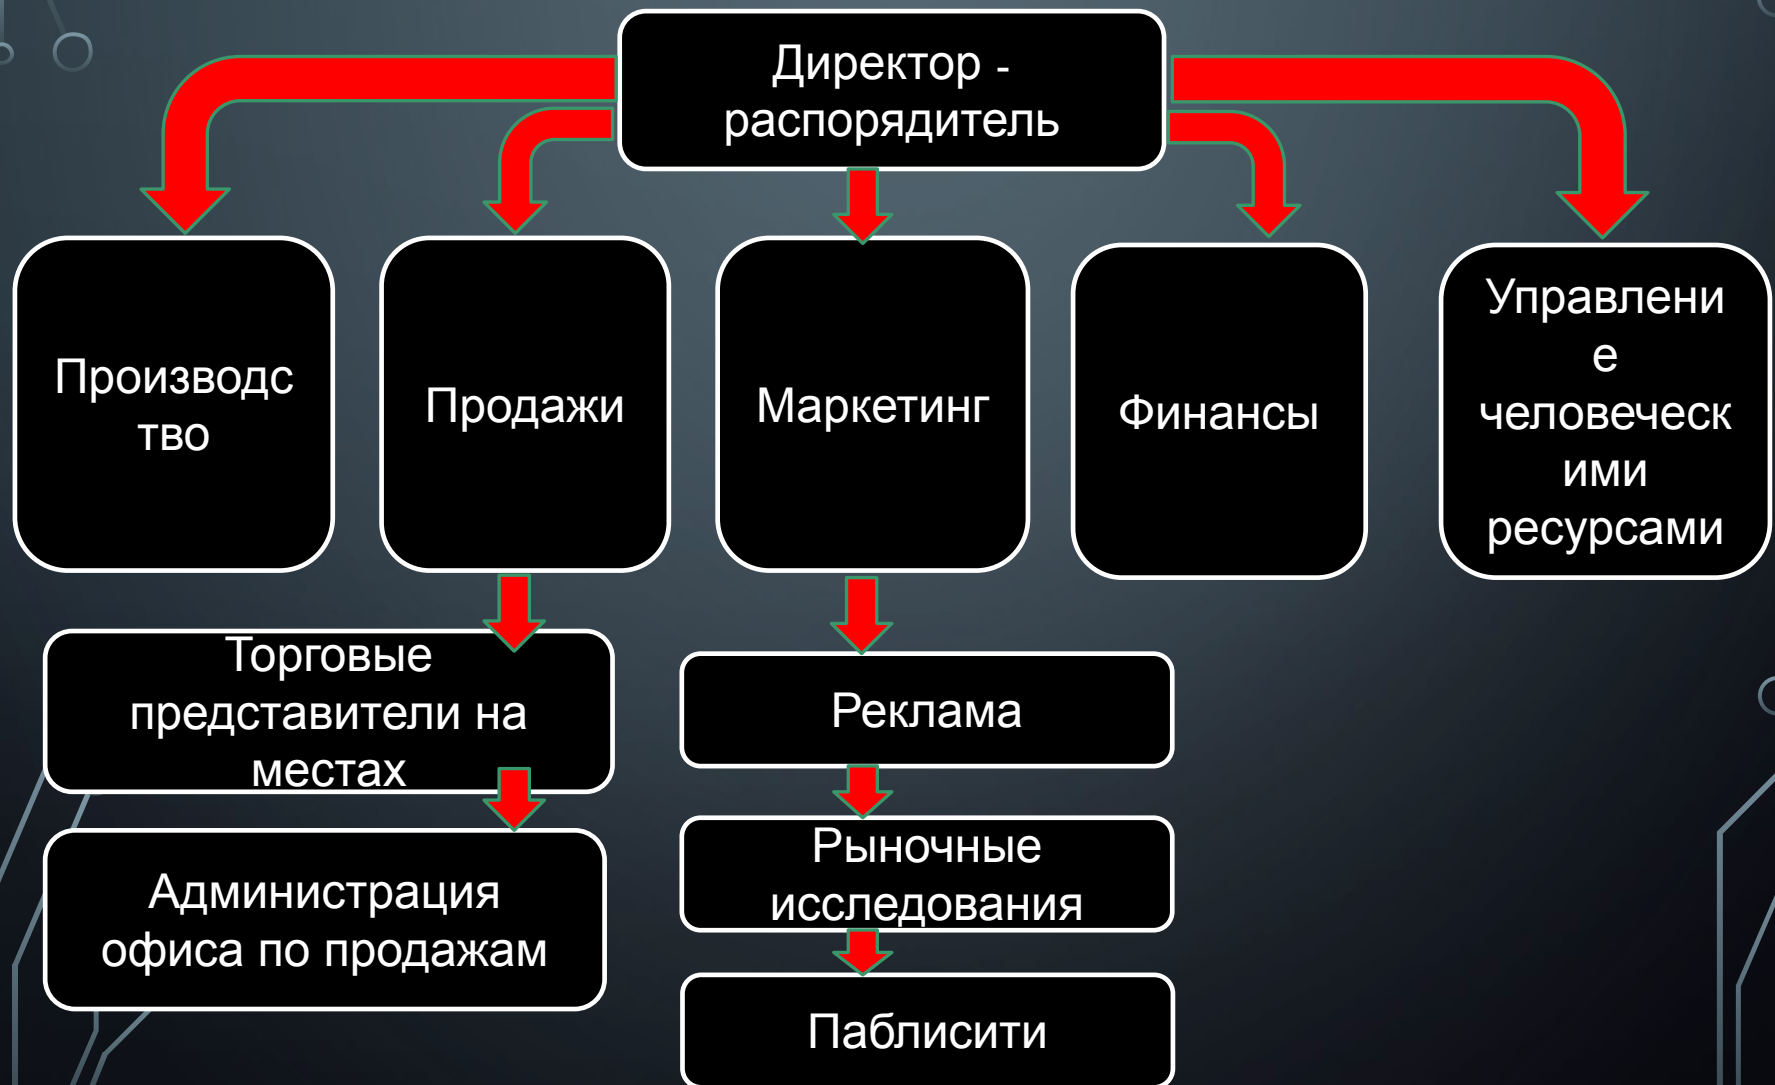 Директор -
распорядитель
Производс
тво
Продажи
Маркетинг
Финансы
Управлени
е
человеческ
ими
ресурсами
Торговые
представители на
местах
Администрация
офиса по продажам
Реклама
Рыночные
исследования
Паблисити